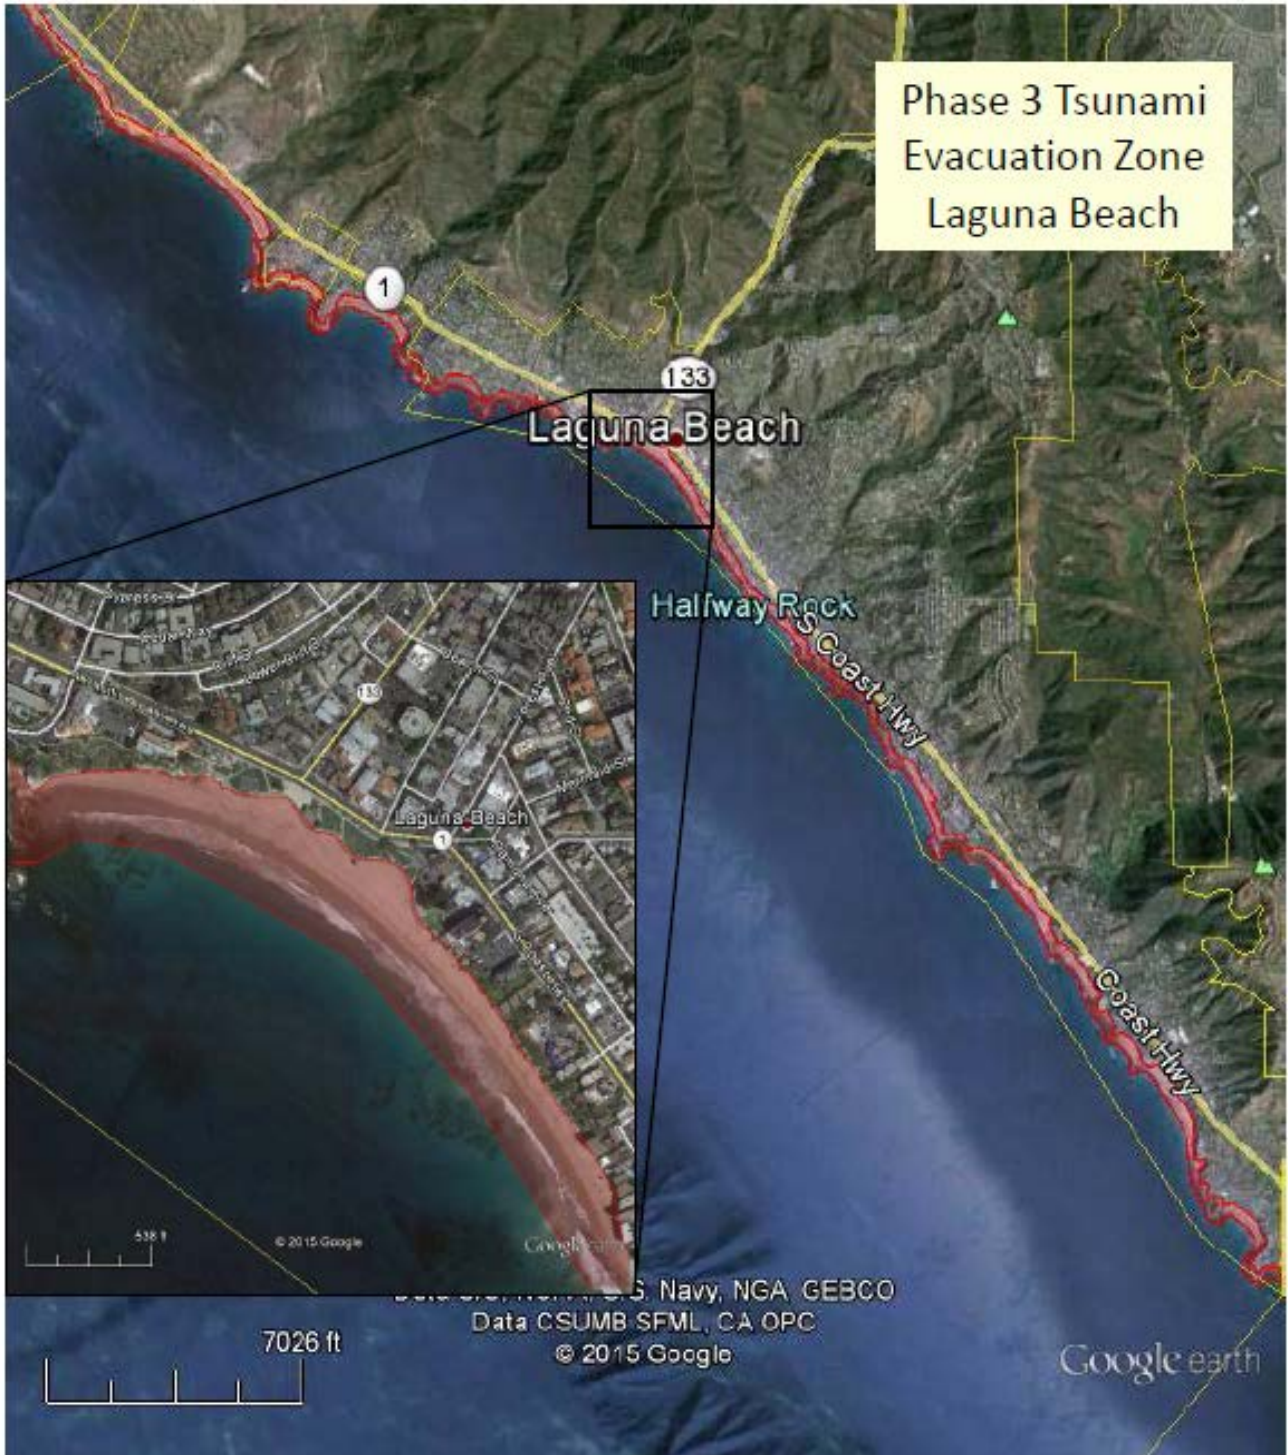 Phase 3 Tsunami
Evacuation Zone
Laguna Beach
1
133
Laguna Beach
Halfway Rock
S Coast Hwy
Coast Hwy
133
Laguna Beach
1
538 ft
© 2015 Google
Google earth
Navy, NGA GEBCO
Data CSUMB SFML, CA OPC
© 2015 Google
7026 ft
Google earth